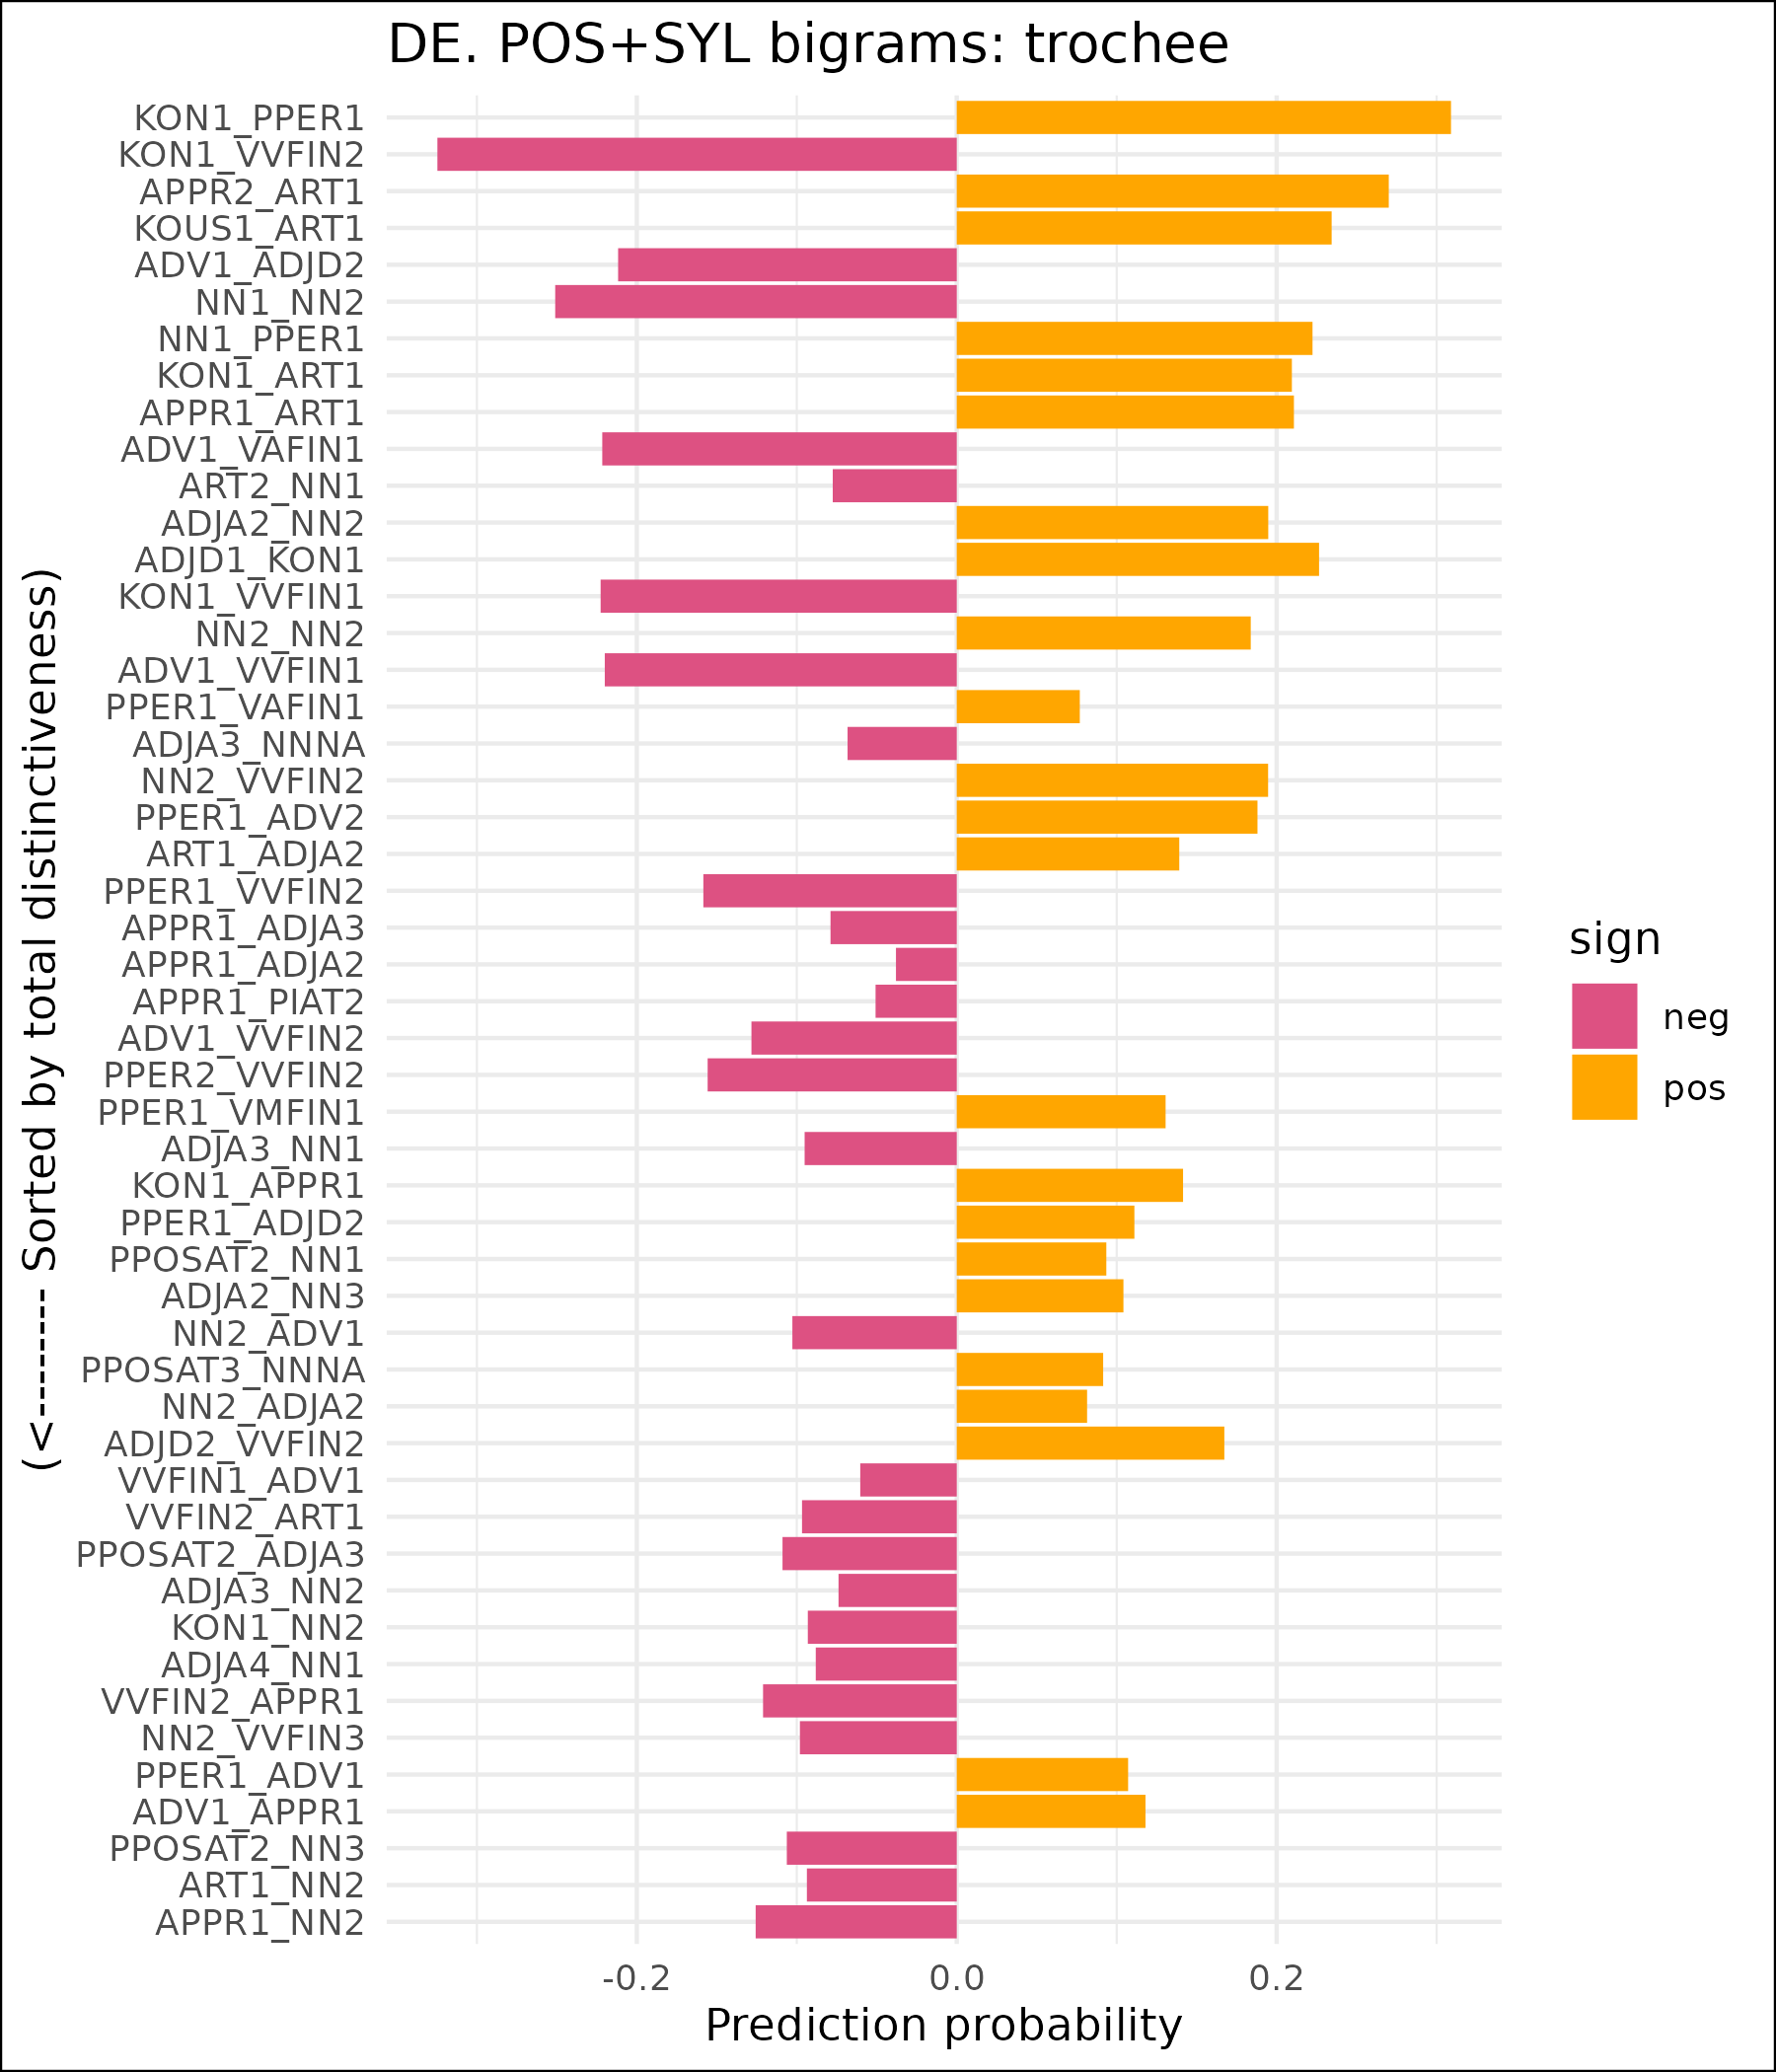 DE. POS+SYL bigrams: trochee
KON1_PPER1
KON1_VVFIN2
APPR2_ART1
KOUS1_ART1
ADV1_ADJD2
NN1_NN2
NN1_PPER1
KON1_ART1
APPR1_ART1
ADV1_VAFIN1
ART2_NN1
ADJA2_NN2
ADJD1_KON1
KON1_VVFIN1
NN2_NN2
ADV1_VVFIN1
PPER1_VAFIN1
ADJA3_NNNA
NN2_VVFIN2
PPER1_ADV2
ART1_ADJA2
PPER1_VVFIN2
APPR1_ADJA3
APPR1_ADJA2
APPR1_PIAT2
ADV1_VVFIN2
PPER2_VVFIN2
PPER1_VMFIN1
ADJA3_NN1
KON1_APPR1
PPER1_ADJD2
PPOSAT2_NN1
ADJA2_NN3
NN2_ADV1
PPOSAT3_NNNA
NN2_ADJA2
ADJD2_VVFIN2
VVFIN1_ADV1
VVFIN2_ART1
PPOSAT2_ADJA3
ADJA3_NN2
KON1_NN2
ADJA4_NN1
VVFIN2_APPR1
NN2_VVFIN3
PPER1_ADV1
ADV1_APPR1
PPOSAT2_NN3
ART1_NN2
APPR1_NN2
(<--------- Sorted by total distinctiveness)
-0.2 0.0 0.2
Prediction probability
sign
neg
pos